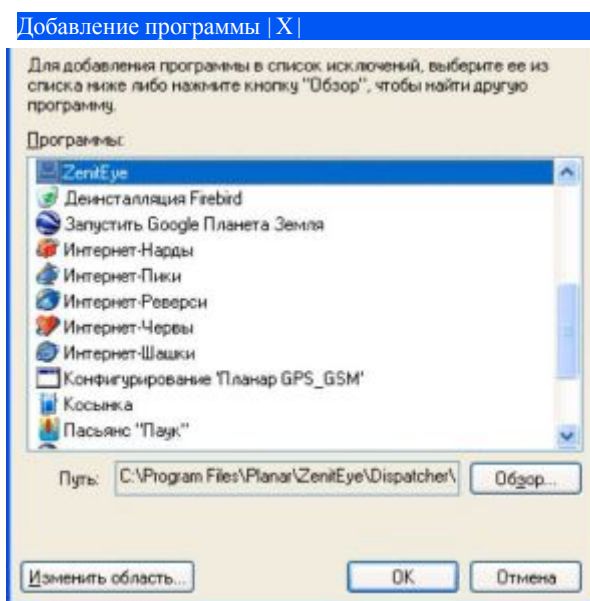 Добавление программы |X|
Для добавления программы в список исключений, выберите ее из
списка ниже либо нажмите кнопку "Обзор", чтобы найти другую
программу.
Программы:
ZenitEye
Деинсталляция Firebird
Запустить Google Планета Земля
Интернет-Нарды
Интернет-Пики
Интернет-Реверси
Интернет-Червы
Интернет-Шашки
Конфигурирование 'Планар GPS_GSM'
Косынка
Пасьянс "Паук"
Путь: C:\Program Files\Planar\ZenitEye\Dispatcher\ Обзор...
Изменить область... OK Отмена